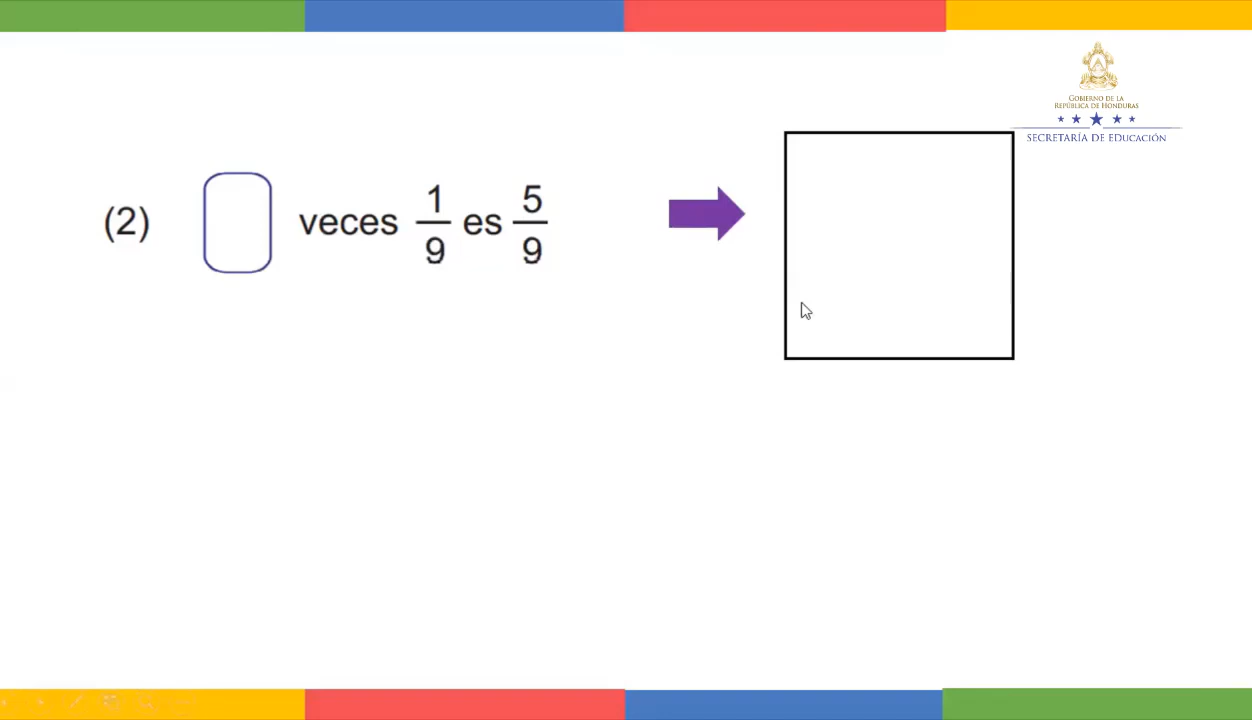 (2) veces 1/9 es 5/9
GOBIERNO DE LA
REPÚBLICA DE HONDURAS
SECRETARÍA DE EDUCACIÓN